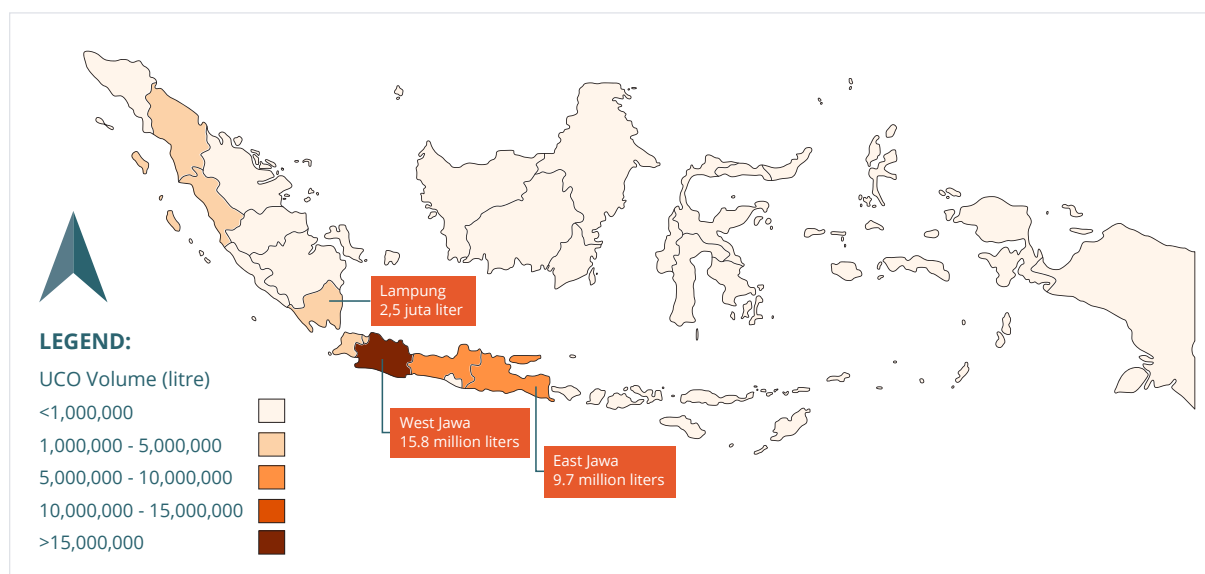 Lampung
2,5 juta liter
LEGEND:
UCO Volume (litre)
<1,000,000
1,000,000 - 5,000,000
5,000,000 - 10,000,000
10,000,000 - 15,000,000
>15,000,000
West Jawa
15.8 million liters
East Jawa
9.7 million liters